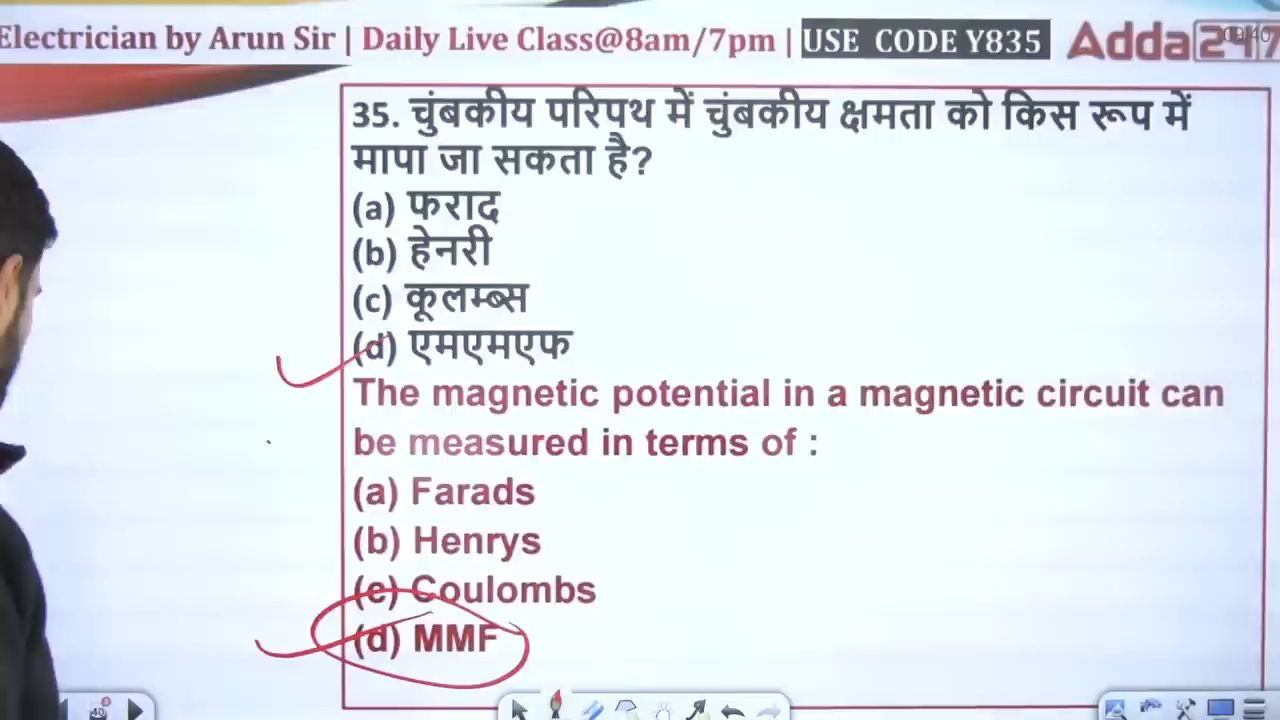 Electrician by Arun Sir | Daily Live Class@8am/7pm | USE CODE Y835 Adda247
35. चुंबकीय परिपथ में चुंबकीय क्षमता को किस रूप में
मापा जा सकता है?
(a) फराद
(b) हेनरी
(c) कूलम्ब्स
(d) एमएमएफ
The magnetic potential in a magnetic circuit can
be measured in terms of :
(a) Farads
(b) Henrys
(c) Coulombs
(d) MMF
40